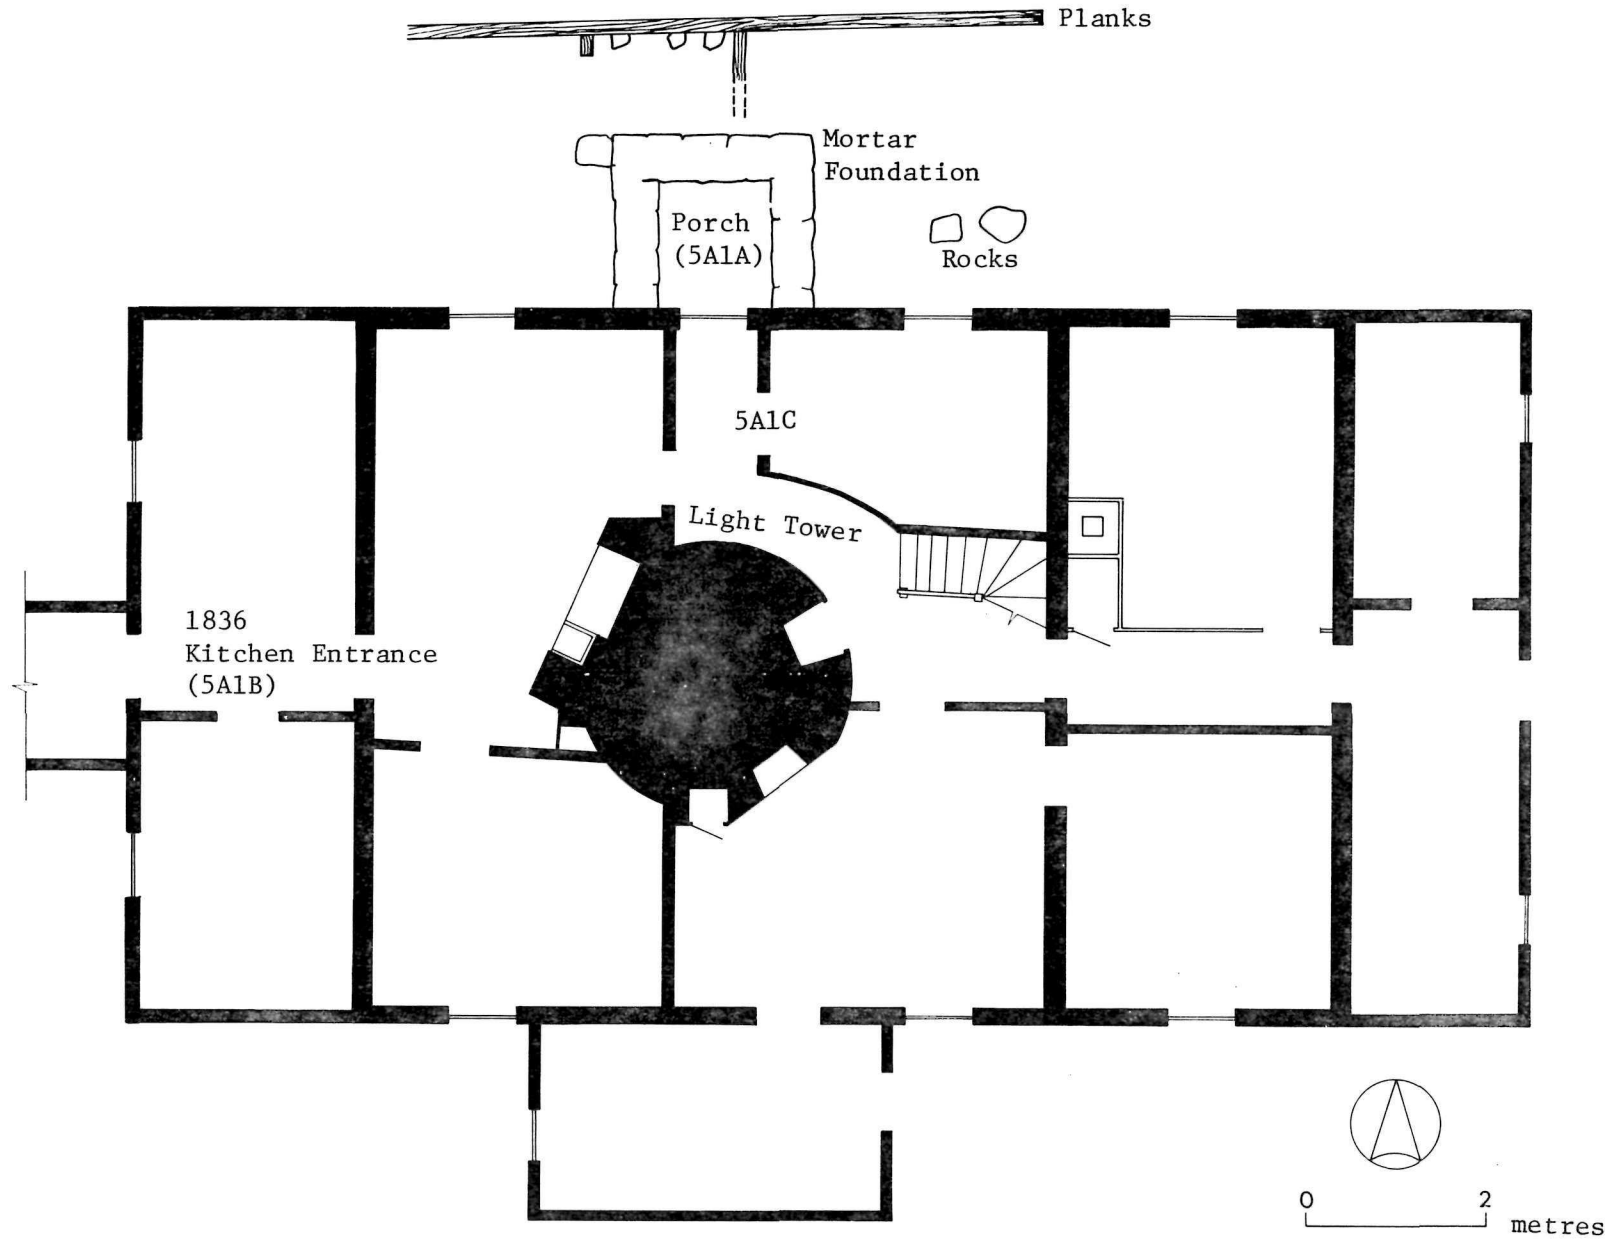 Planks
Mortar
Foundation
Porch
(5A1A)
Rocks
5A1C
Light Tower
1836
Kitchen Entrance
(5A1B)
0 2
metres